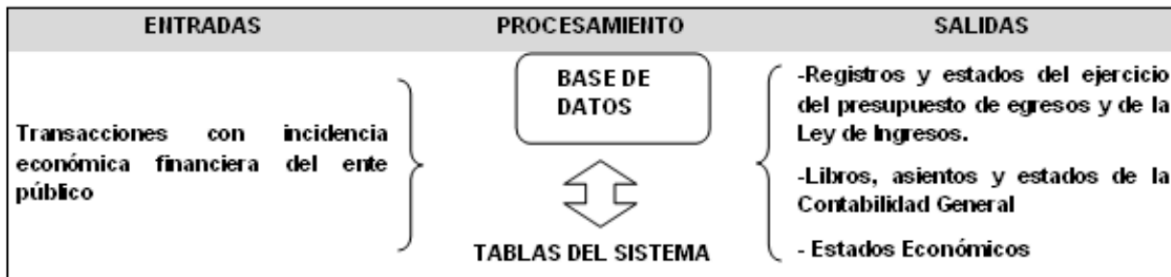 ENTRADAS PROCESAMIENTO SALIDAS
Transacciones con incidencia
económica financiera del ente
público
BASE DE
DATOS
TABLAS DEL SISTEMA
-Registros y estados del ejercicio
del presupuesto de egresos y de la
Ley de Ingresos.
-Libros, asientos y estados de la
Contabilidad General
- Estados Económicos